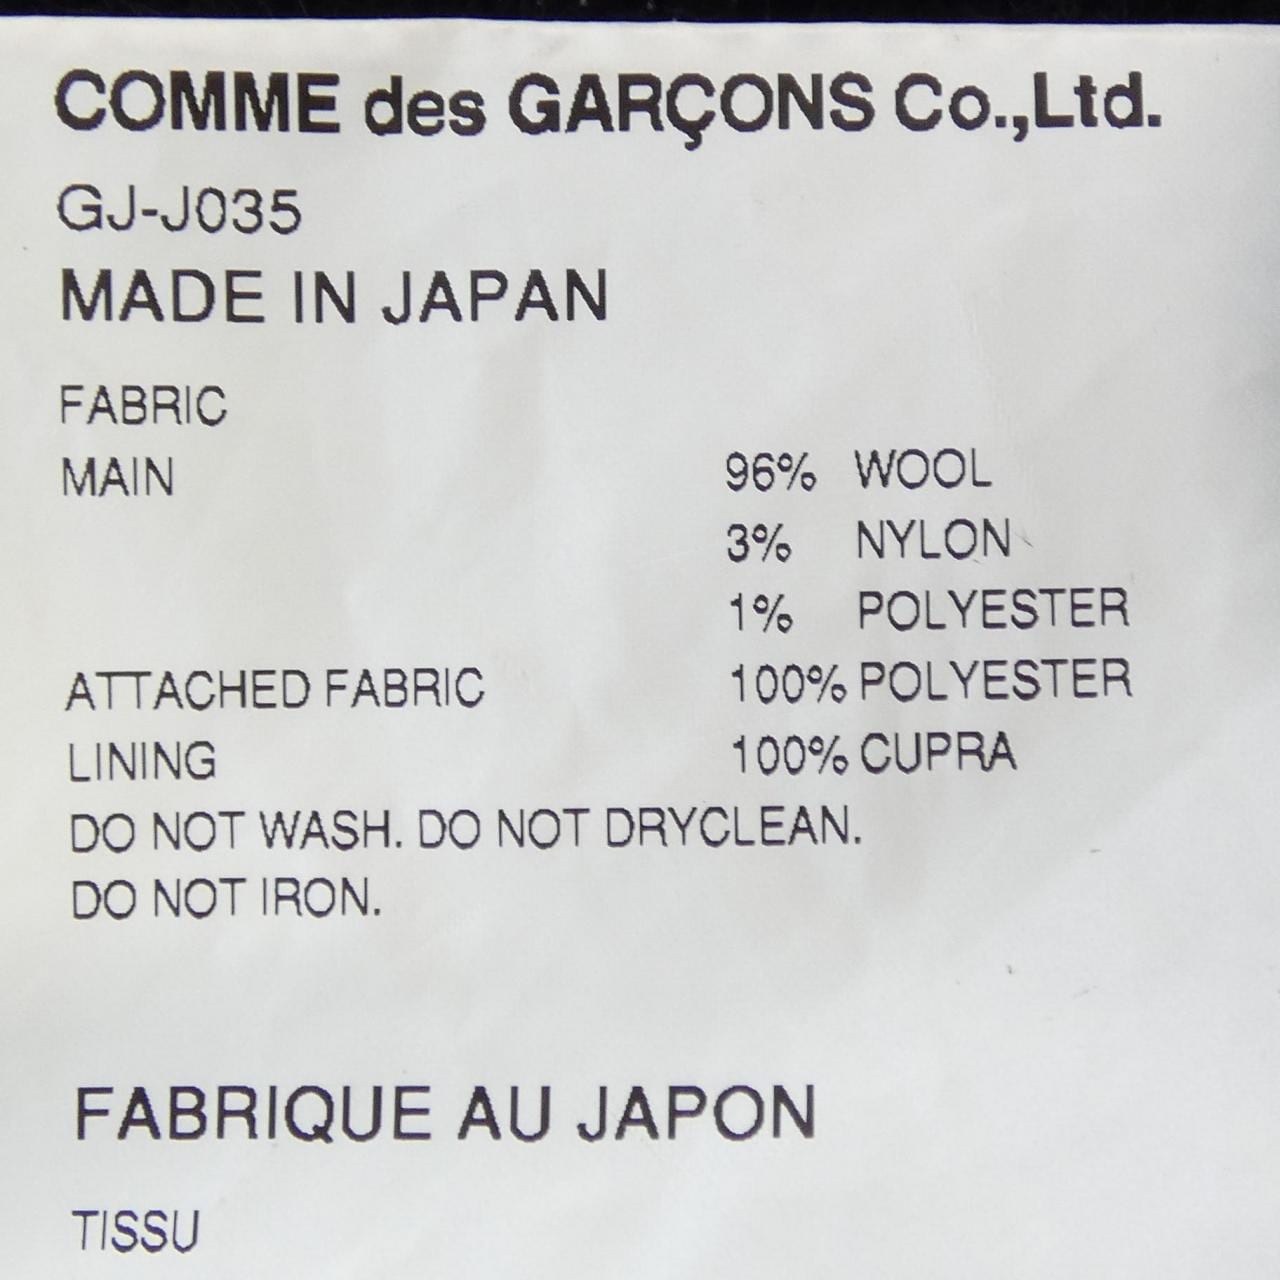 COMME des GARÇONS Co.,Ltd.
GJ-J035
MADE IN JAPAN
FABRIC
MAIN 96% WOOL
3% NYLON
1% POLYESTER
ATTACHED FABRIC 100% POLYESTER
LINING 100% CUPRA
DO NOT WASH. DO NOT DRYCLEAN.
DO NOT IRON.
FABRIQUE AU JAPON
TISSU